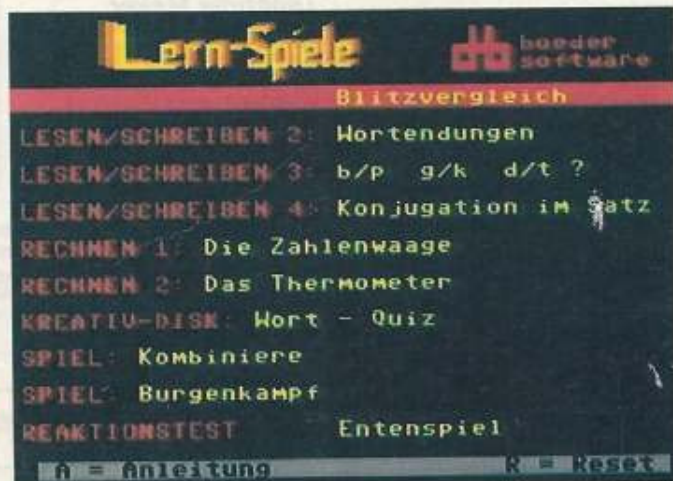 Lern-Spiele
boeder
software
Blitzvergleich
LESEN/SCHREIBEN 2: Wortendungen
LESEN/SCHREIBEN 3: b/p g/k d/t ?
LESEN/SCHREIBEN 4: Konjugation im Satz
RECHNEN 1: Die Zahlenwaage
RECHNEN 2: Das Thermometer
KREATIV-DISK: Wort - Quiz
SPIEL: Kombiniere
SPIEL: Burgenkampf
REAKTIONSTEST Entenspiel
A = Anleitung R = Reset